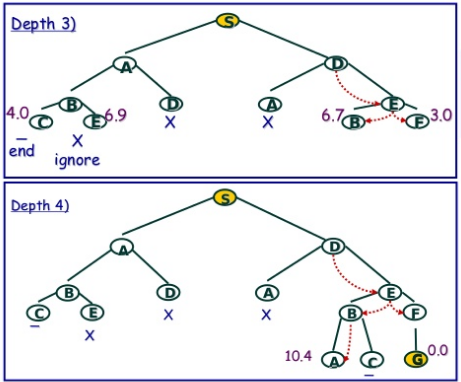 Depth 3)
S
A D
B D A E
4.0 C E 6.9 X X 6.7 B F 3.0
_ X
end
ignore
Depth 4)
S
A D
B D A E
C E X X B F
_ X
10.4 A C G 0.0
_